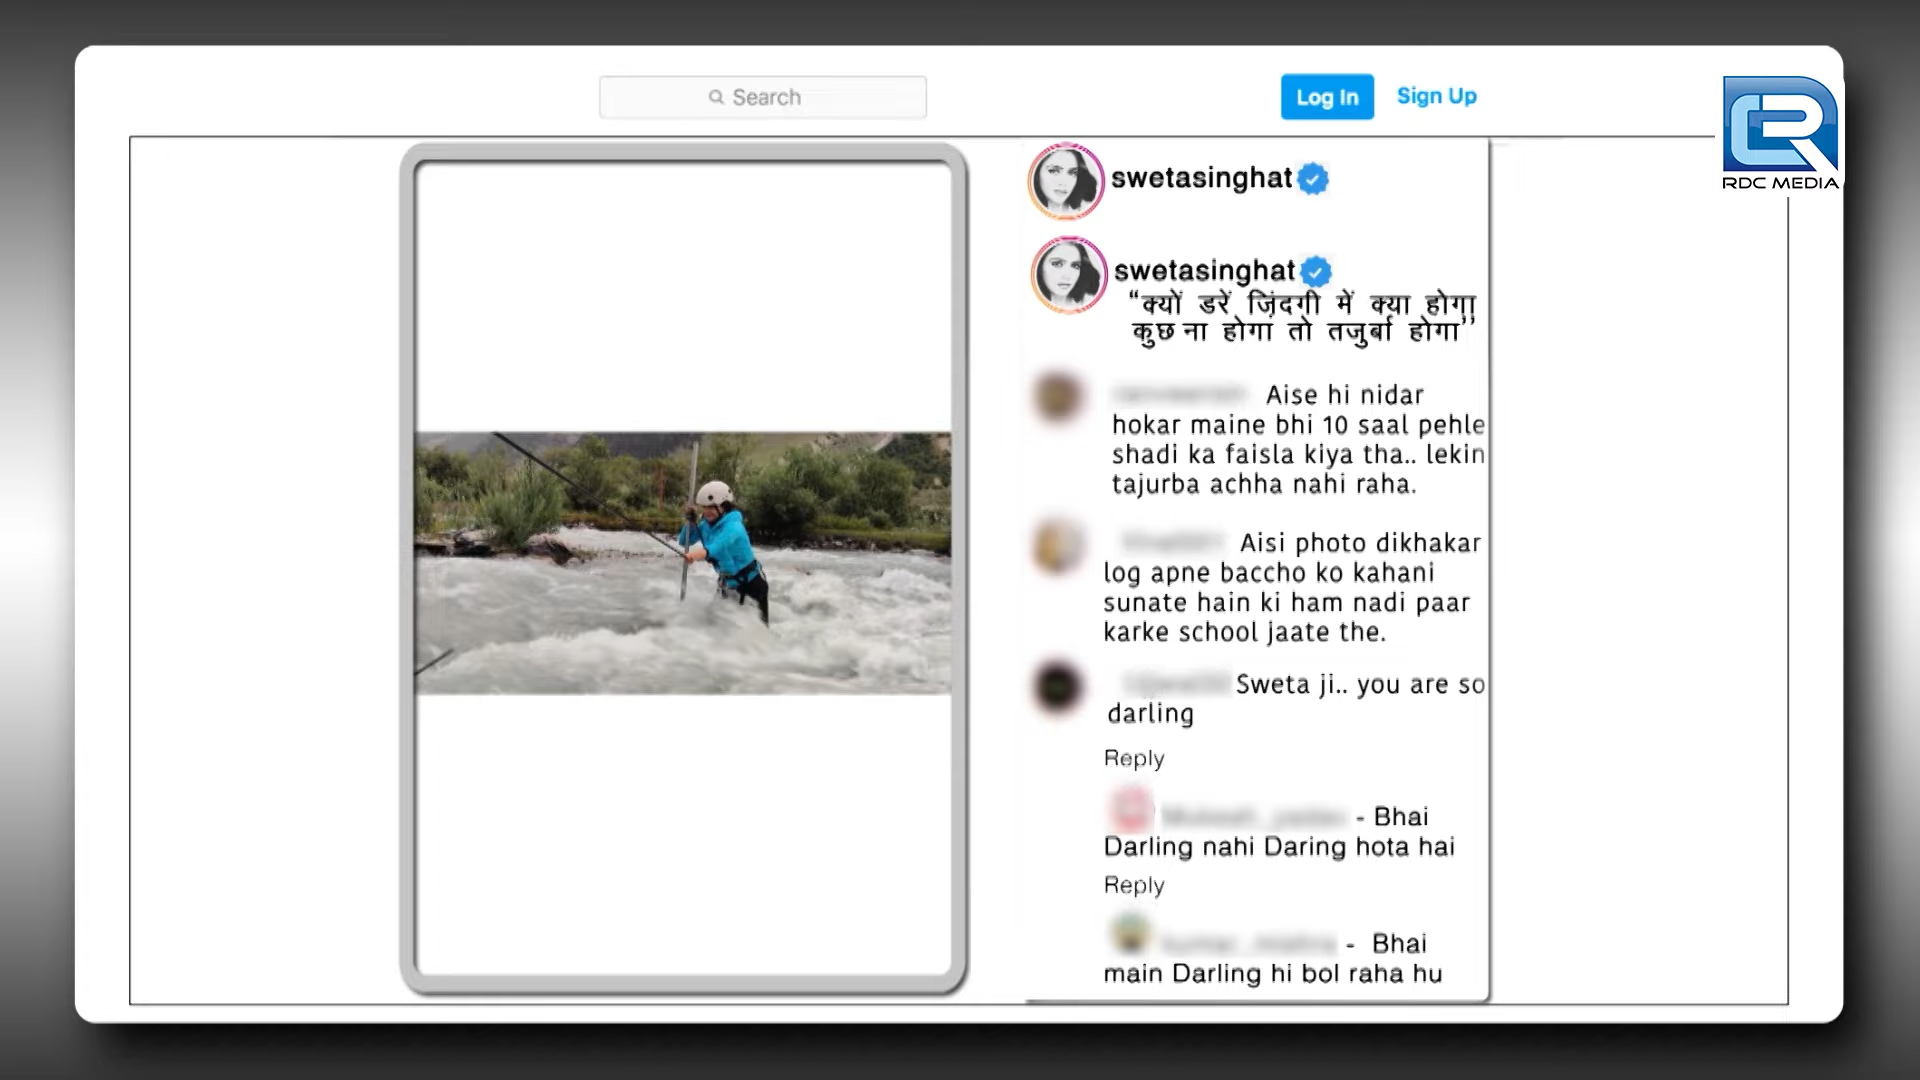 Search
Log In
Sign Up
RDC MEDIA
swetasinghat
swetasinghat
“क्यों डरें ज़िंदगी में क्या होगा
कुछ ना होगा तो तजुर्बा होगा’’
Aise hi nidar
hokar maine bhi 10 saal pehle
shadi ka faisla kiya tha.. lekin
tajurba achha nahi raha.
Aisi photo dikhakar
log apne baccho ko kahani
sunate hain ki ham nadi paar
karke school jaate the.
Sweta ji.. you are so
darling
Reply
- Bhai
Darling nahi Daring hota hai
Reply
- Bhai
main Darling hi bol raha hu